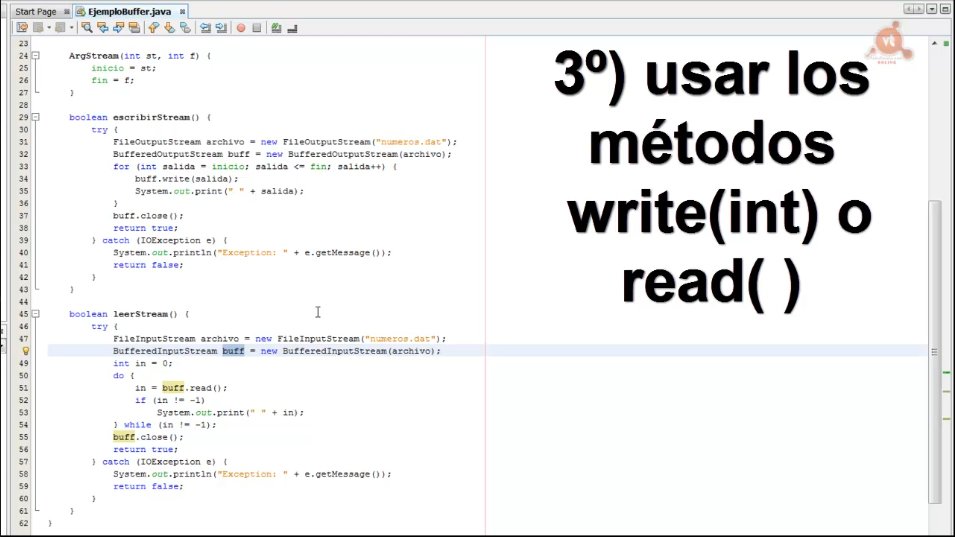 Start Page
EjemploBuffer.java
23
24 ArgStream(int st, int f) {
25 inicio = st;
26 fin = f;
27 }
28
29 boolean escribirStream() {
30 try {
31 FileOutputStream archivo = new FileOutputStream("numeros.dat");
32 BufferedOutputStream buff = new BufferedOutputStream(archivo);
33 for (int salida = inicio; salida <= fin; salida++) {
34 buff.write(salida);
35 System.out.print(" " + salida);
36 }
37 buff.close();
38 return true;
39 } catch (IOException e) {
40 System.out.println("Exception: " + e.getMessage());
41 return false;
42 }
43 }
44
45 boolean leerStream() {
46 try {
47 FileInputStream archivo = new FileInputStream("numeros.dat");
BufferedInputStream buff = new BufferedInputStream(archivo);
49 int in = 0;
50 do {
51 in = buff.read();
52 if (in != -1)
53 System.out.print(" " + in);
54 } while (in != -1);
55 buff.close();
56 return true;
57 } catch (IOException e) {
58 System.out.println("Exception: " + e.getMessage());
59 return false;
60 }
61 }
62 }
3º) usar los
métodos
write(int) o
read( )
vt
ONLINE